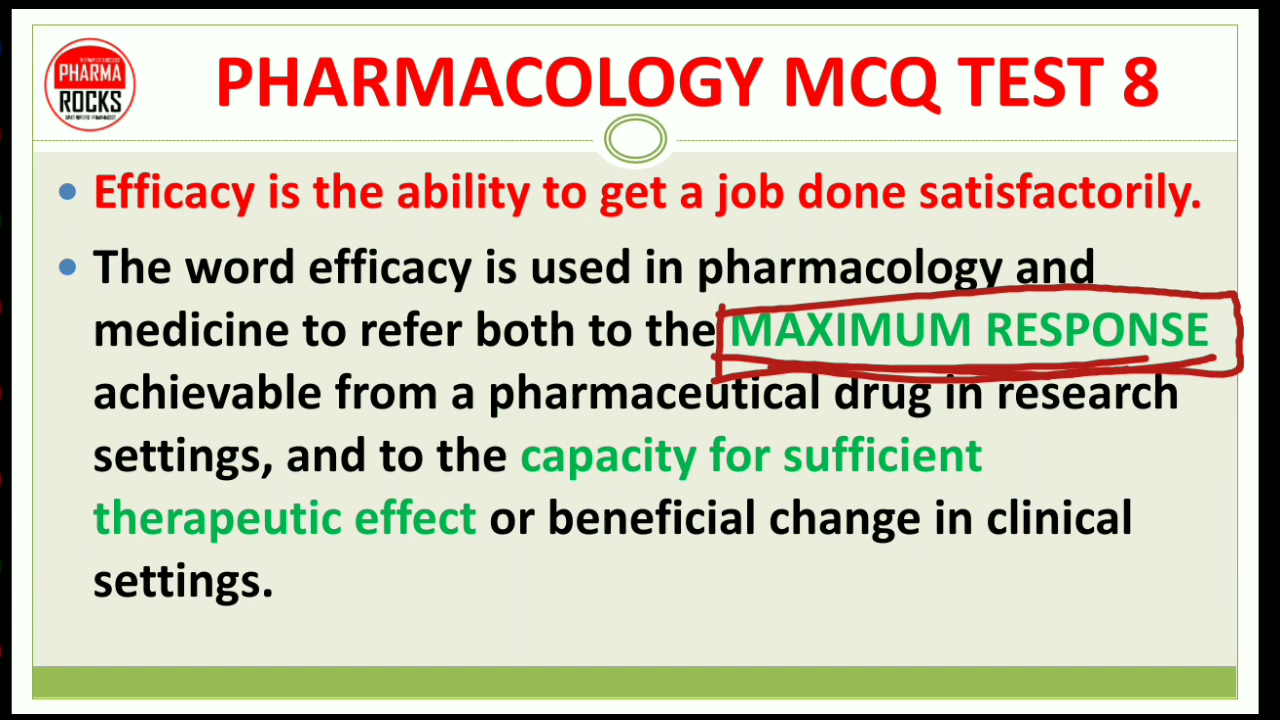 PHARMA
ROCKS
PHARMACOLOGY MCQ TEST 8
Efficacy is the ability to get a job done satisfactorily.
The word efficacy is used in pharmacology and
medicine to refer both to the MAXIMUM RESPONSE
achievable from a pharmaceutical drug in research
settings, and to the capacity for sufficient
therapeutic effect or beneficial change in clinical
settings.